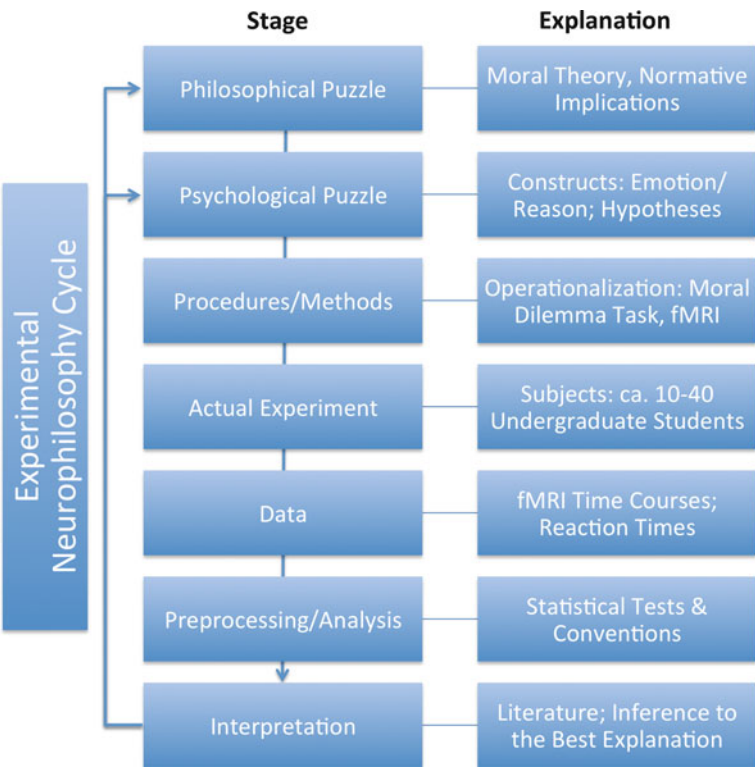 Stage
Explanation
Experimental
Neurophilosophy Cycle
Philosophical Puzzle
Moral Theory, Normative
Implications
Psychological Puzzle
Constructs: Emotion/
Reason; Hypotheses
Procedures/Methods
Operationalization: Moral
Dilemma Task, fMRI
Actual Experiment
Subjects: ca. 10-40
Undergraduate Students
Data
fMRI Time Courses;
Reaction Times
Preprocessing/Analysis
Statistical Tests &
Conventions
Interpretation
Literature; Inference to
the Best Explanation